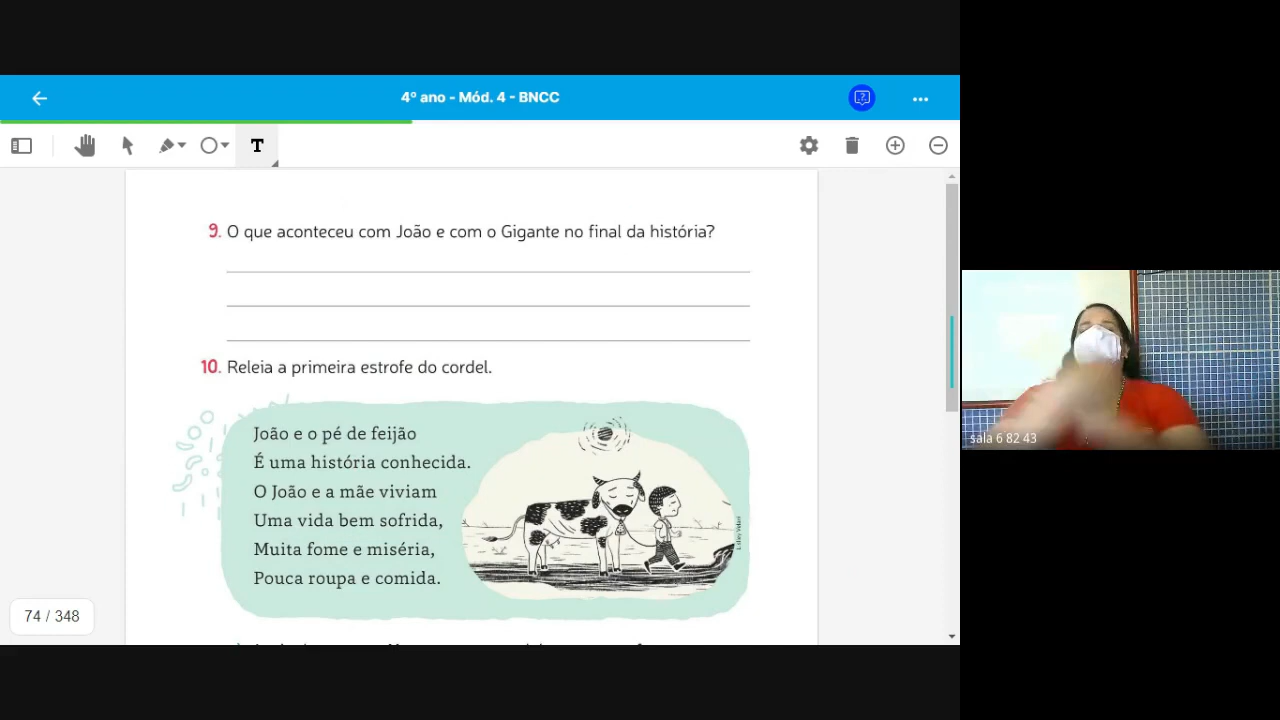 4º ano - Mód. 4 - BNCC
T
9. O que aconteceu com João e com o Gigante no final da história?
10. Releia a primeira estrofe do cordel.
João e o pé de feijão
É uma história conhecida.
O João e a mãe viviam
Uma vida bem sofrida,
Muita fome e miséria,
Pouca roupa e comida.
74 / 348
sala 6 82 43